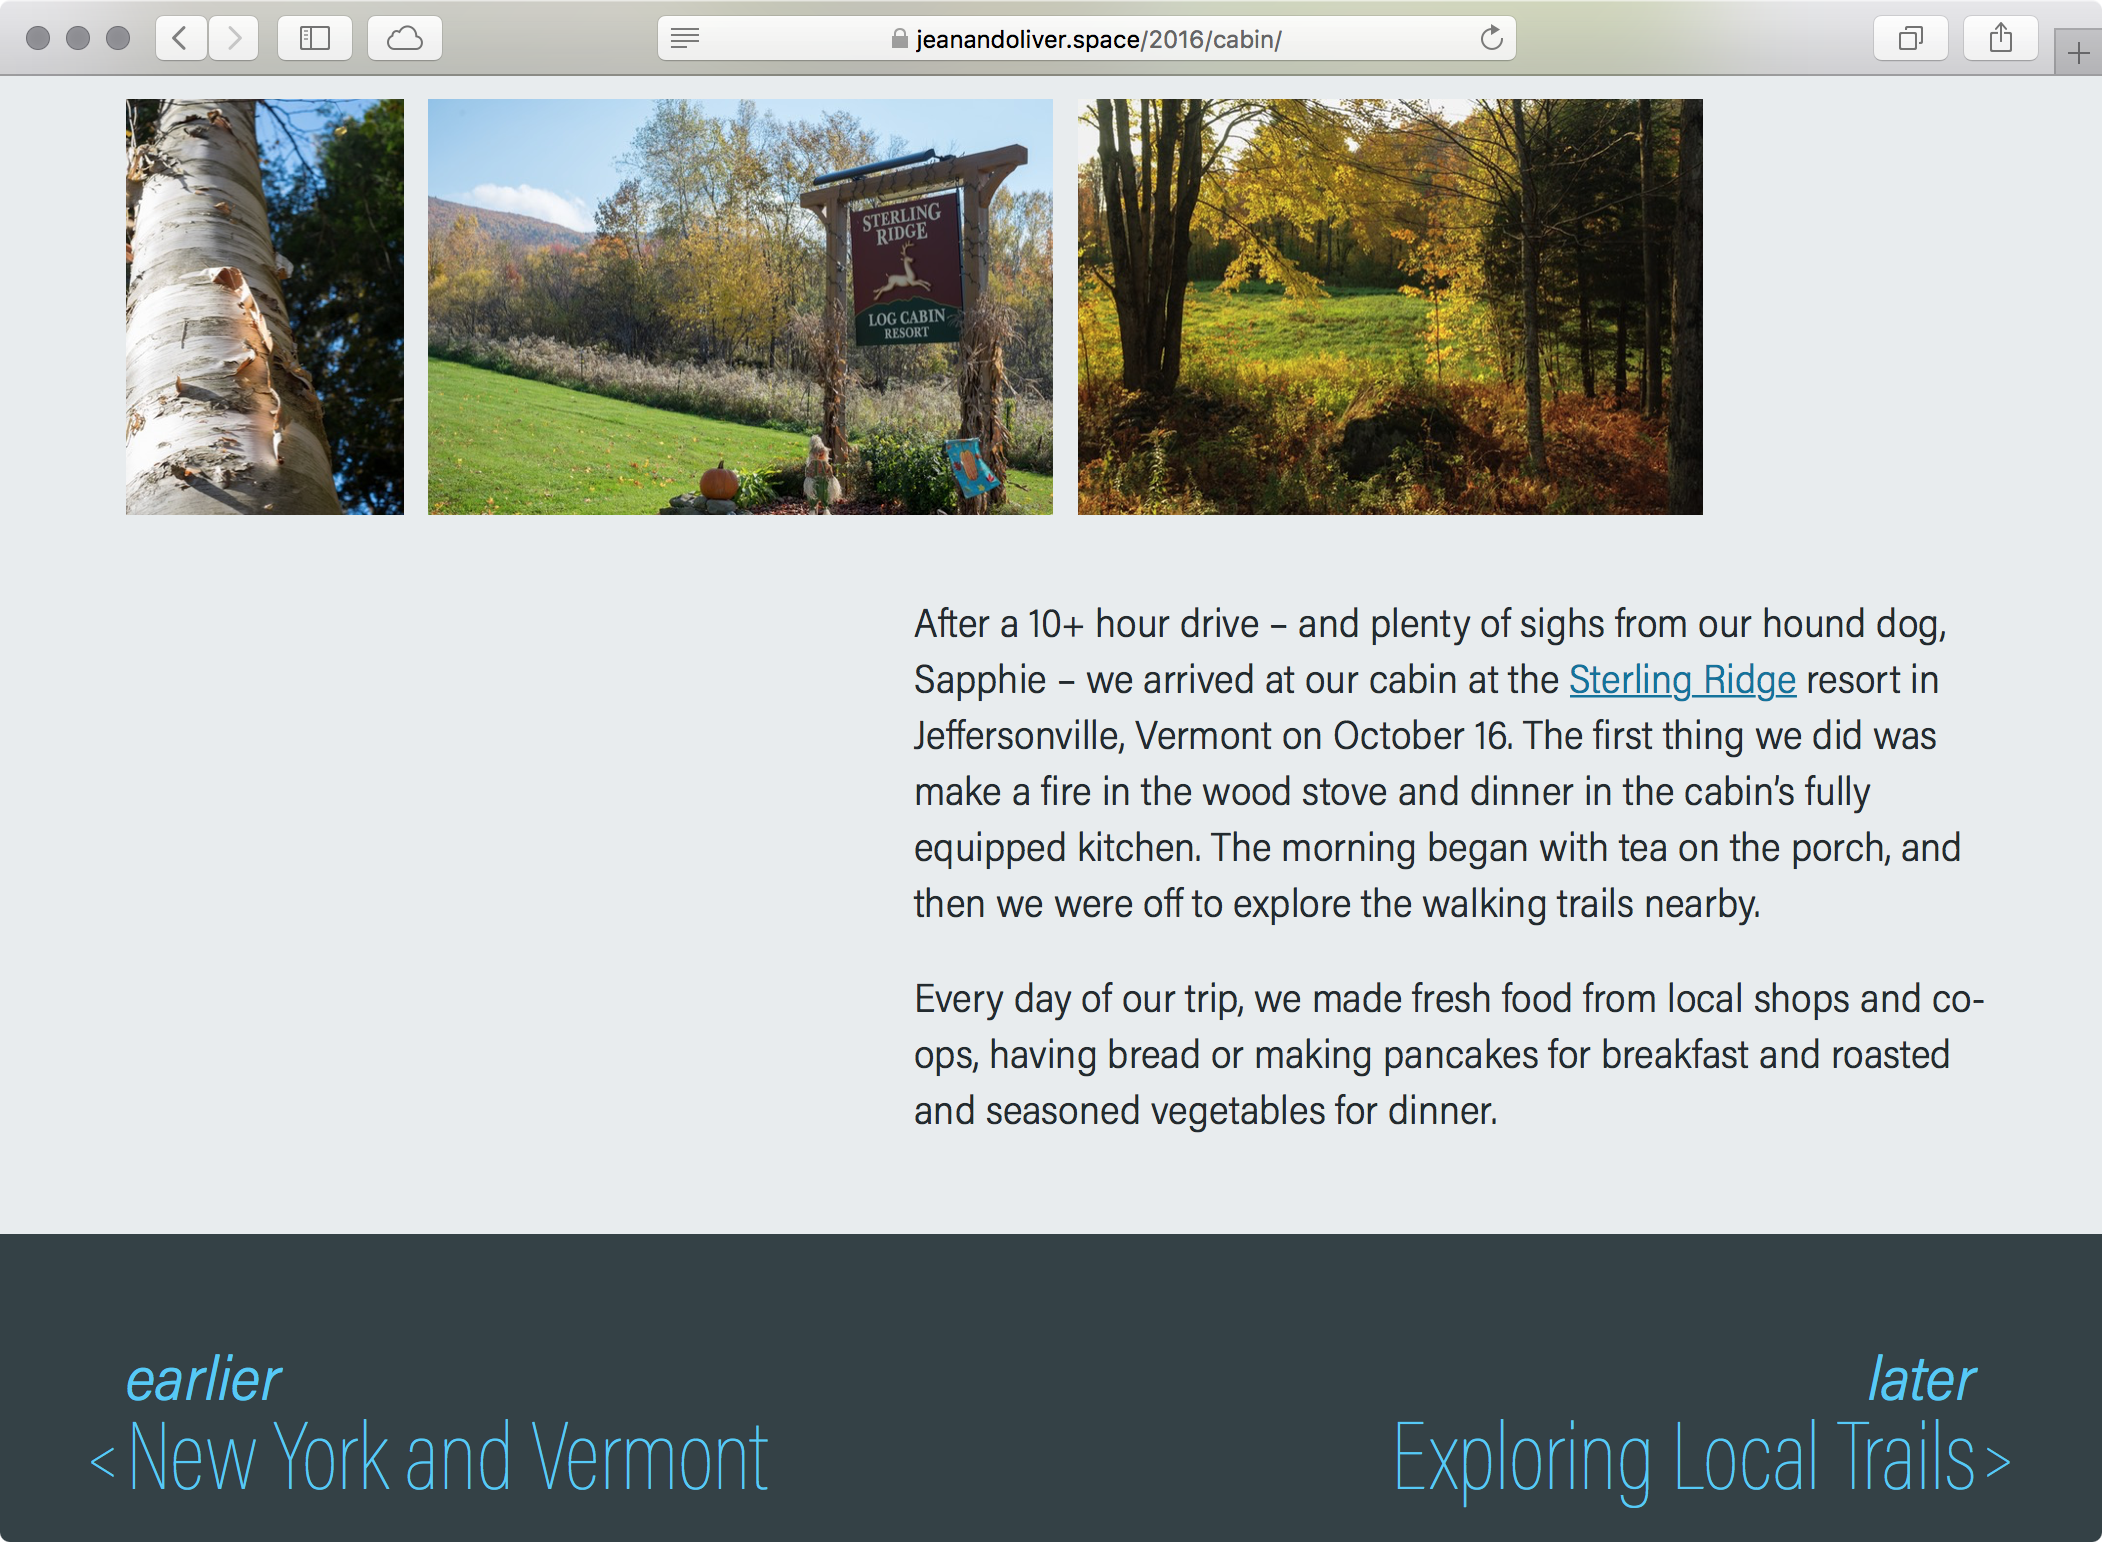 jeanandoliver.space/2016/cabin/
STERLING
RIDGE
LOG CABIN
RESORT
After a 10+ hour drive – and plenty of sighs from our hound dog,
Sapphie – we arrived at our cabin at the Sterling Ridge resort in
Jeffersonville, Vermont on October 16. The first thing we did was
make a fire in the wood stove and dinner in the cabin’s fully
equipped kitchen. The morning began with tea on the porch, and
then we were off to explore the walking trails nearby.
Every day of our trip, we made fresh food from local shops and co-
ops, having bread or making pancakes for breakfast and roasted
and seasoned vegetables for dinner.
earlier
< New York and Vermont
later
Exploring Local Trails >